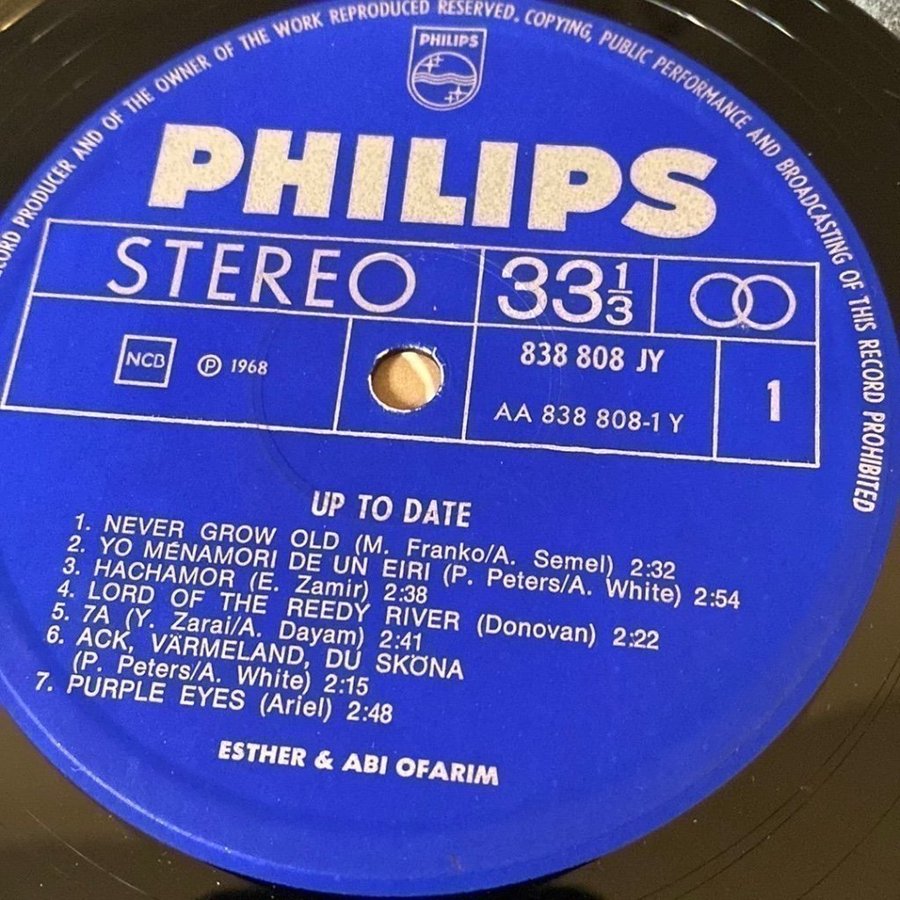 RECORD PRODUCER AND OF THE OWNER OF THE WORK REPRODUCED RESERVED. COPYING, PUBLIC PERFORMANCE AND BROADCASTING OF THIS RECORD PROHIBITED
PHILIPS
PHILIPS
STEREO
33 1/3
NCB
Ⓟ 1968
838 808 JY
AA 838 808-1 Y
1
UP TO DATE
1. NEVER GROW OLD (M. Franko/A. Semel) 2:32
2. YO MÉNAMORI DE UN EIRI (P. Peters/A. White) 2:54
3. HACHAMOR (E. Zamir) 2:38
4. LORD OF THE REEDY RIVER (Donovan) 2:22
5. 7A (Y. Zarai/A. Dayam) 2:41
6. ACK, VÄRMELAND, DU SKÖNA
(P. Peters/A. White) 2:15
7. PURPLE EYES (Ariel) 2:48
ESTHER & ABI OFARIM